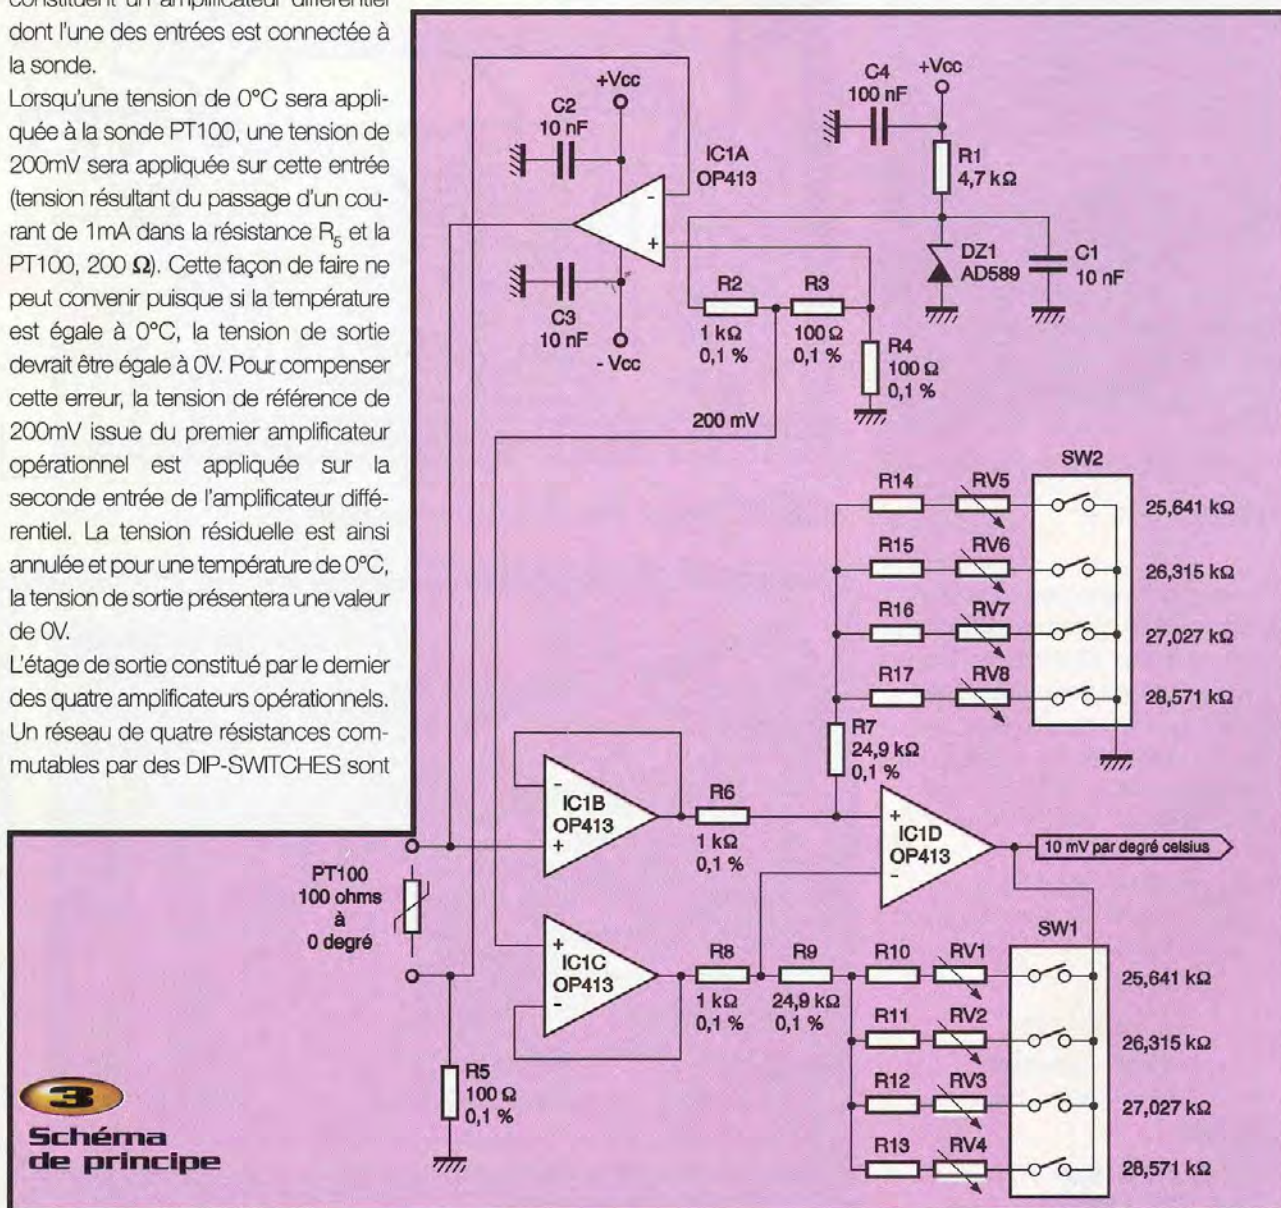 constituent un amplificateur différentiel
dont l'une des entrées est connectée à
la sonde.
Lorsqu'une tension de 0°C sera appli-
quée à la sonde PT100, une tension de
200mV sera appliquée sur cette entrée
(tension résultant du passage d'un cou-
rant de 1mA dans la résistance R5 et la
PT100, 200 Ω). Cette façon de faire ne
peut convenir puisque si la température
est égale à 0°C, la tension de sortie
devrait être égale à 0V. Pour compenser
cette erreur, la tension de référence de
200mV issue du premier amplificateur
opérationnel est appliquée sur la
seconde entrée de l'amplificateur diffé-
rentiel. La tension résiduelle est ainsi
annulée et pour une température de 0°C,
la tension de sortie présentera une valeur
de 0V.
L'étage de sortie constitué par le dernier
des quatre amplificateurs opérationnels.
Un réseau de quatre résistances com-
mutables par des DIP-SWITCHES sont
+Vcc
C2
10 nF
IC1A
OP413
-
+
C3
10 nF
- Vcc
C4
100 nF
+Vcc
R1
4,7 kΩ
DZ1
AD589
C1
10 nF
R2
1 kΩ
0,1 %
R3
100 Ω
0,1 %
R4
100 Ω
0,1 %
200 mV
SW2
R14
RV5
25,641 kΩ
R15
RV6
26,315 kΩ
R16
RV7
27,027 kΩ
R17
RV8
28,571 kΩ
R7
24,9 kΩ
0,1 %
-
IC1B
OP413
+
R6
1 kΩ
0,1 %
+
IC1D
OP413
-
10 mV par degré celsius
PT100
100 ohms
à
0 degré
+
IC1C
OP413
-
R8
1 kΩ
0,1 %
R9
24,9 kΩ
0,1 %
SW1
R10
RV1
25,641 kΩ
R11
RV2
26,315 kΩ
R12
RV3
27,027 kΩ
R13
RV4
28,571 kΩ
R5
100 Ω
0,1 %
3
Schéma
de principe